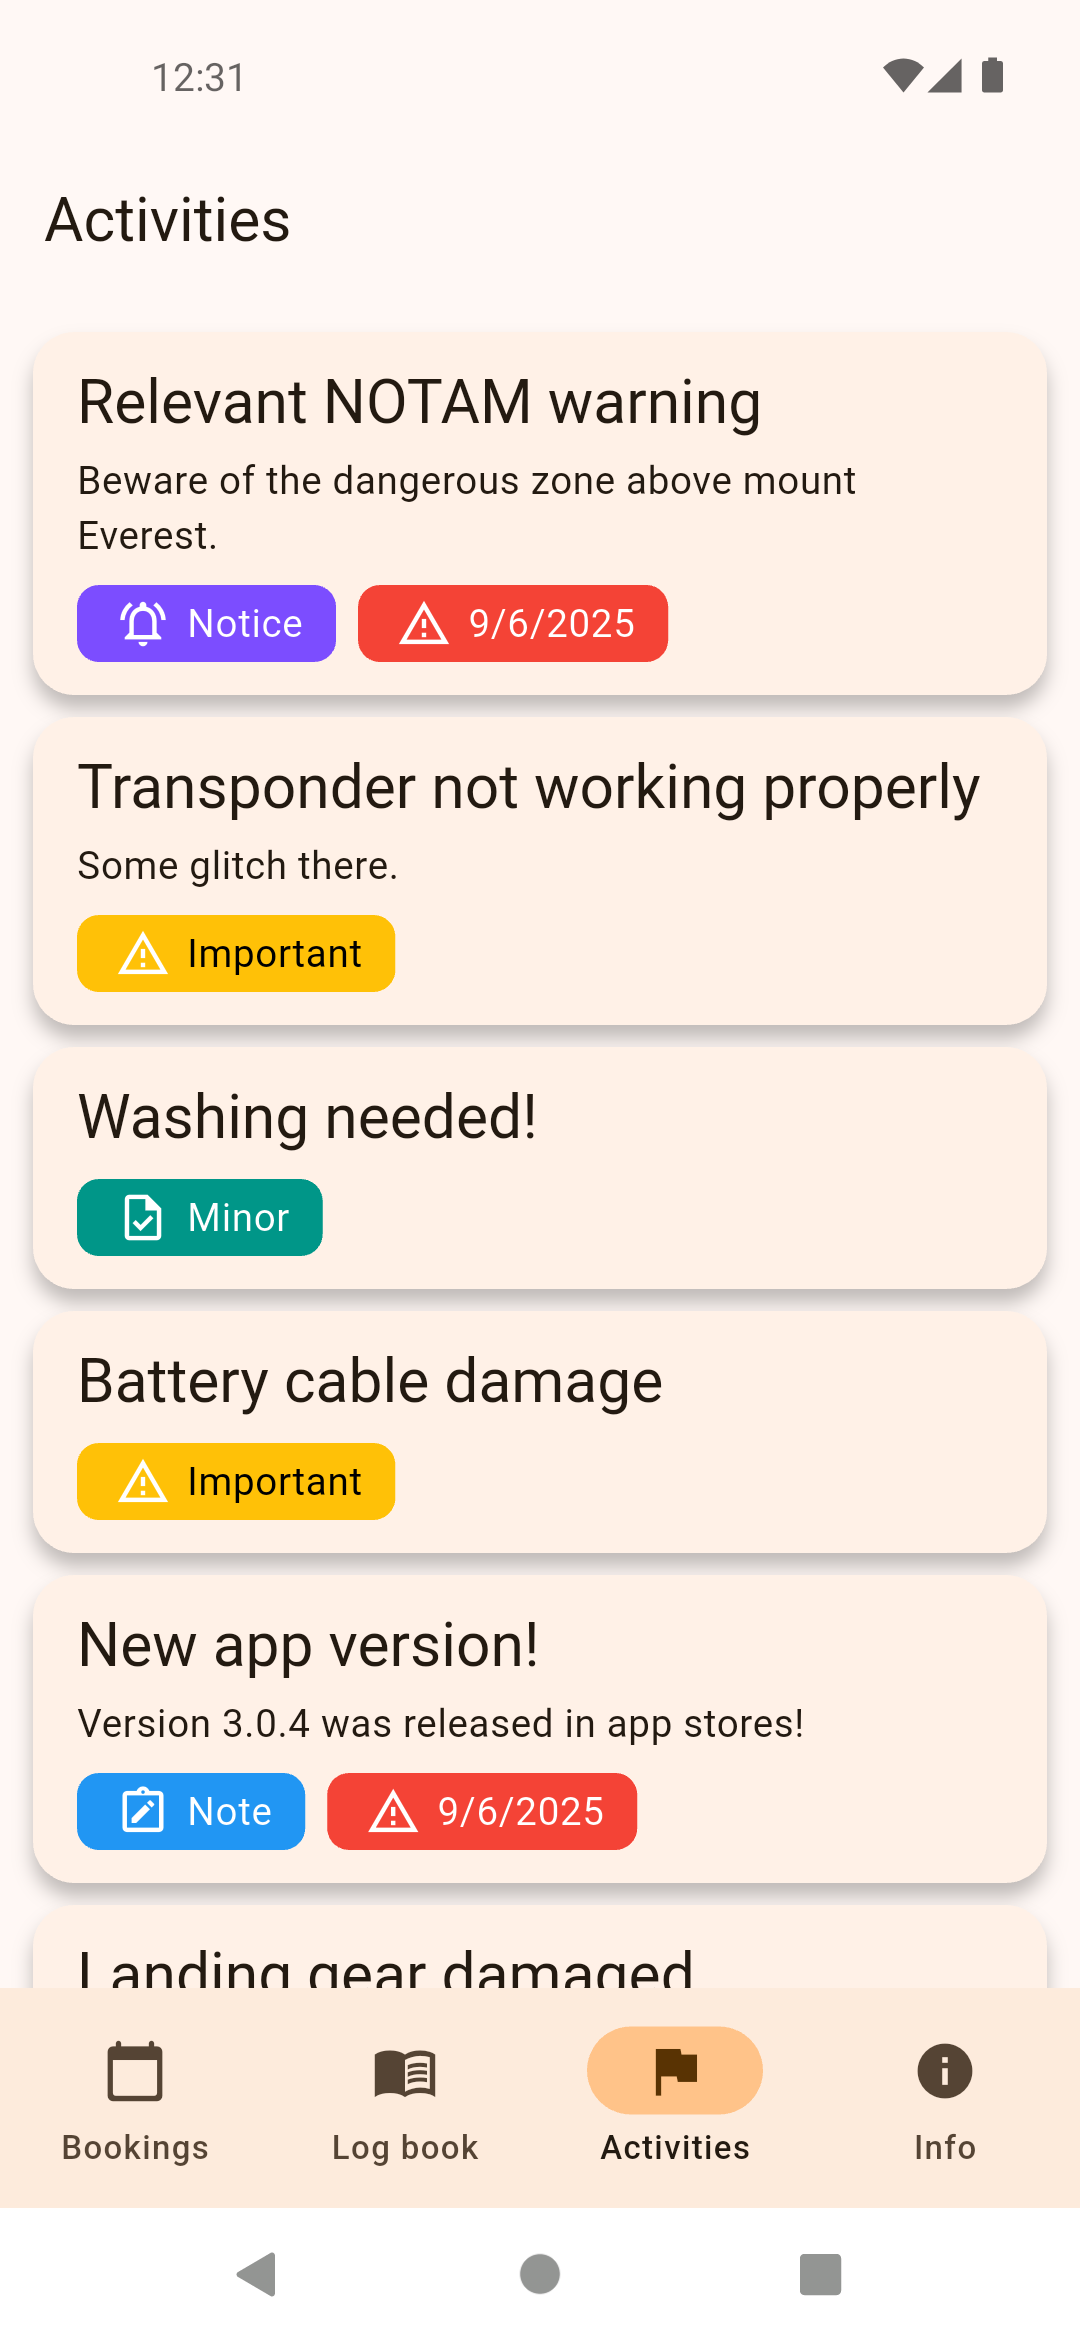 12:31
Activities
Relevant NOTAM warning
Beware of the dangerous zone above mount
Everest.
Notice
9/6/2025
Transponder not working properly
Some glitch there.
Important
Washing needed!
Minor
Battery cable damage
Important
New app version!
Version 3.0.4 was released in app stores!
Note
9/6/2025
Landing gear damaged
Bookings
Log book
Activities
Info